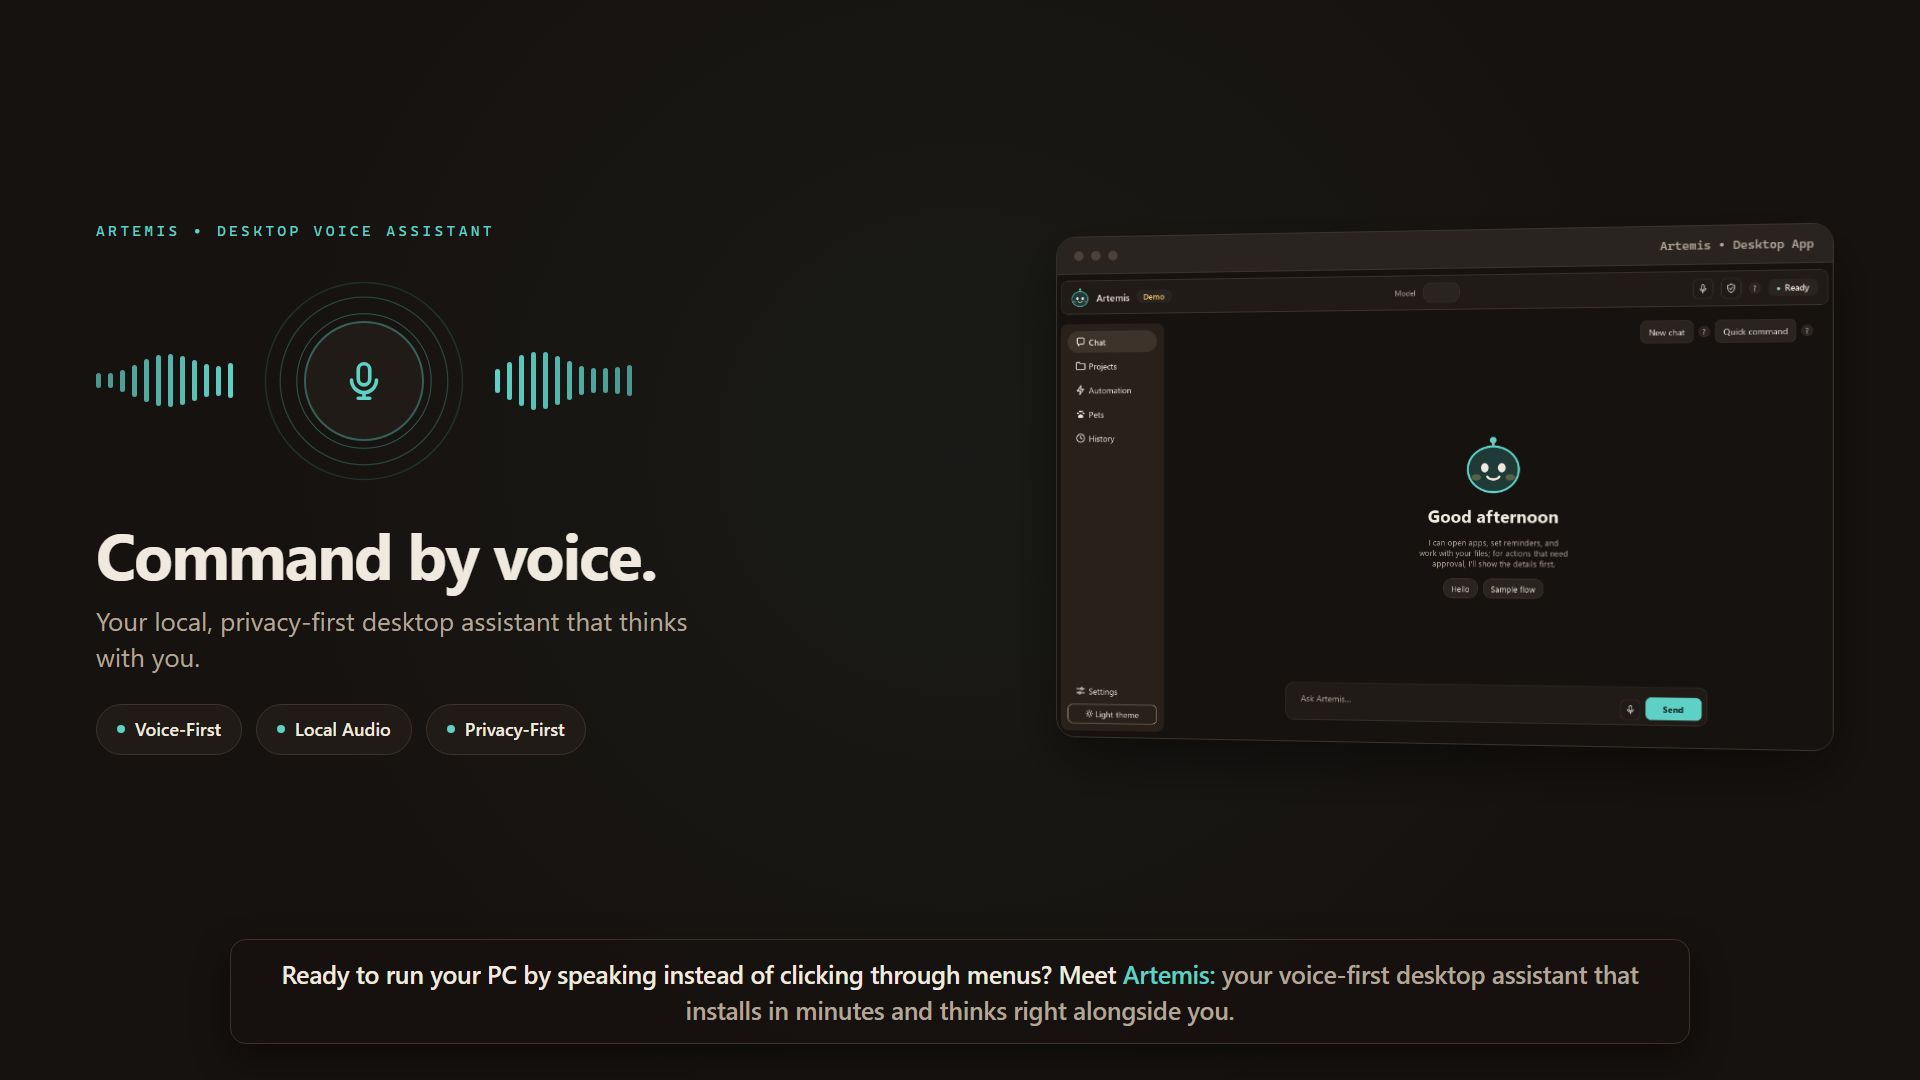 ARTEMIS • DESKTOP VOICE ASSISTANT
Command by voice.
Your local, privacy-first desktop assistant that thinks
with you.
Voice-First
Local Audio
Privacy-First
Artemis • Desktop App
Artemis
Demo
Model
?
Ready
Chat
Projects
Automation
Pets
History
Settings
Light theme
New chat
?
Quick command
?
Good afternoon
I can open apps, set reminders, and
work with your files; for actions that need
approval, I'll show the details first.
Hello
Sample flow
Ask Artemis...
Send
Ready to run your PC by speaking instead of clicking through menus? Meet Artemis: your voice-first desktop assistant that
installs in minutes and thinks right alongside you.